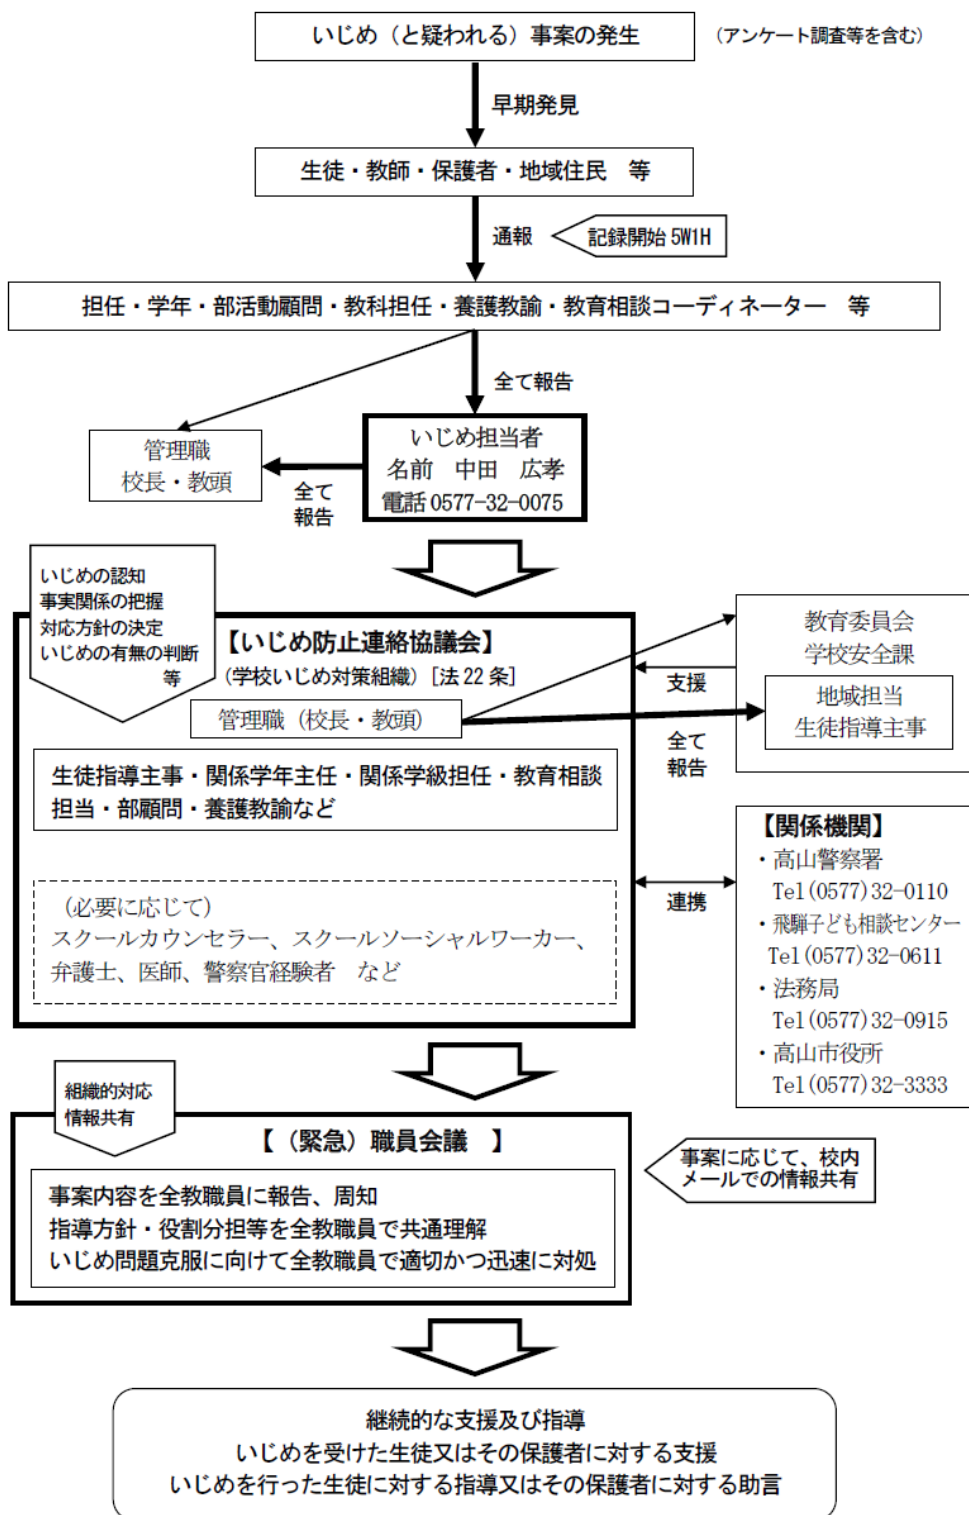 いじめ（と疑われる）事案の発生
（アンケート調査等を含む）
早期発見
生徒・教師・保護者・地域住民　等
通報
記録開始 5W1H
担任・学年・部活動顧問・教科担任・養護教諭・教育相談コーディネーター　等
全て報告
管理職
校長・教頭
全て
報告
いじめ担当者
名前　中田　広孝
電話 0577-32-0075
いじめの認知
事実関係の把握
対応方針の決定
いじめの有無の判断
等
【いじめ防止連絡協議会】
（学校いじめ対策組織）［法 22 条］
管理職（校長・教頭）
生徒指導主事・関係学年主任・関係学級担任・教育相談
担当・部顧問・養護教諭など
（必要に応じて）
スクールカウンセラー、スクールソーシャルワーカー、
弁護士、医師、警察官経験者　など
支援
全て
報告
教育委員会
学校安全課
地域担当
生徒指導主事
連携
【関係機関】
・高山警察署
Tel(0577)32-0110
・飛騨子ども相談センター
Tel(0577)32-0611
・法務局
Tel(0577)32-0915
・高山市役所
Tel(0577)32-3333
組織的対応
情報共有
【（緊急）職員会議　】
事案内容を全教職員に報告、周知
指導方針・役割分担等を全教職員で共通理解
いじめ問題克服に向けて全教職員で適切かつ迅速に対処
事案に応じて、校内
メールでの情報共有
継続的な支援及び指導
いじめを受けた生徒又はその保護者に対する支援
いじめを行った生徒に対する指導又はその保護者に対する助言